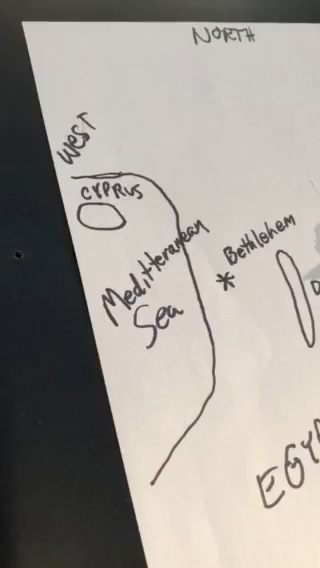 NORTH
West
CYPRUS
Mediterranean
Sea
Bethlehem
*
D
EGY